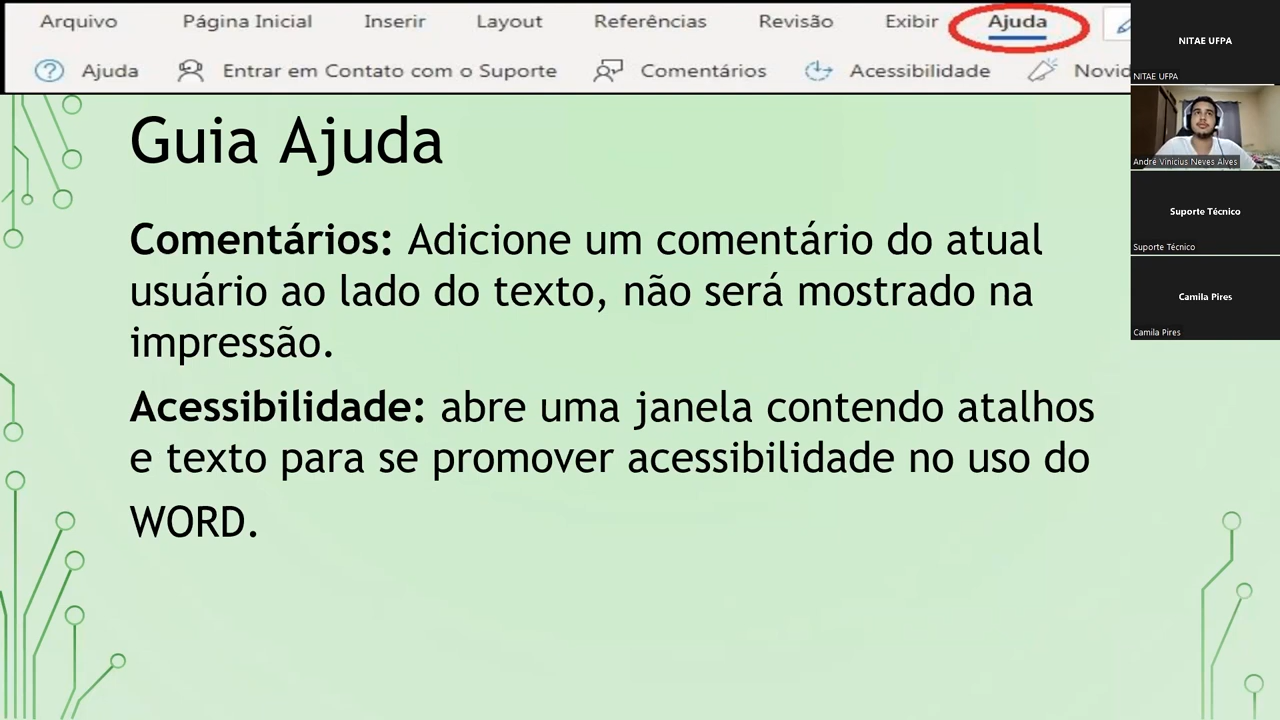 Arquivo Página Inicial Inserir Layout Referências Revisão Exibir Ajuda
Ajuda Entrar em Contato com o Suporte Comentários Acessibilidade Novid
Guia Ajuda
Comentários: Adicione um comentário do atual
usuário ao lado do texto, não será mostrado na
impressão.
Acessibilidade: abre uma janela contendo atalhos
e texto para se promover acessibilidade no uso do
WORD.
NITAE UFPA
NITAE UFPA
André Vinicius Neves Alves
Suporte Técnico
Suporte Técnico
Camila Pires
Camila Pires